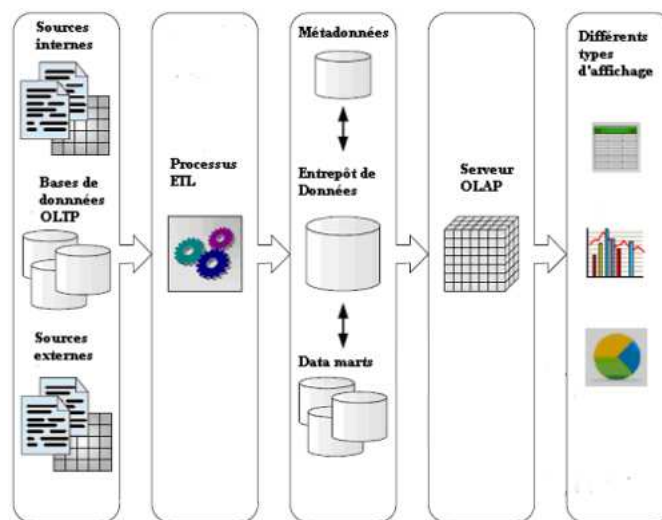 Sources
internes
Bases de
donnnées
OLTP
Sources
externes
Processus
ETL
Métadonnées
Entrepôt de
Données
Data marts
Serveur
OLAP
Différents
types
d'affichage